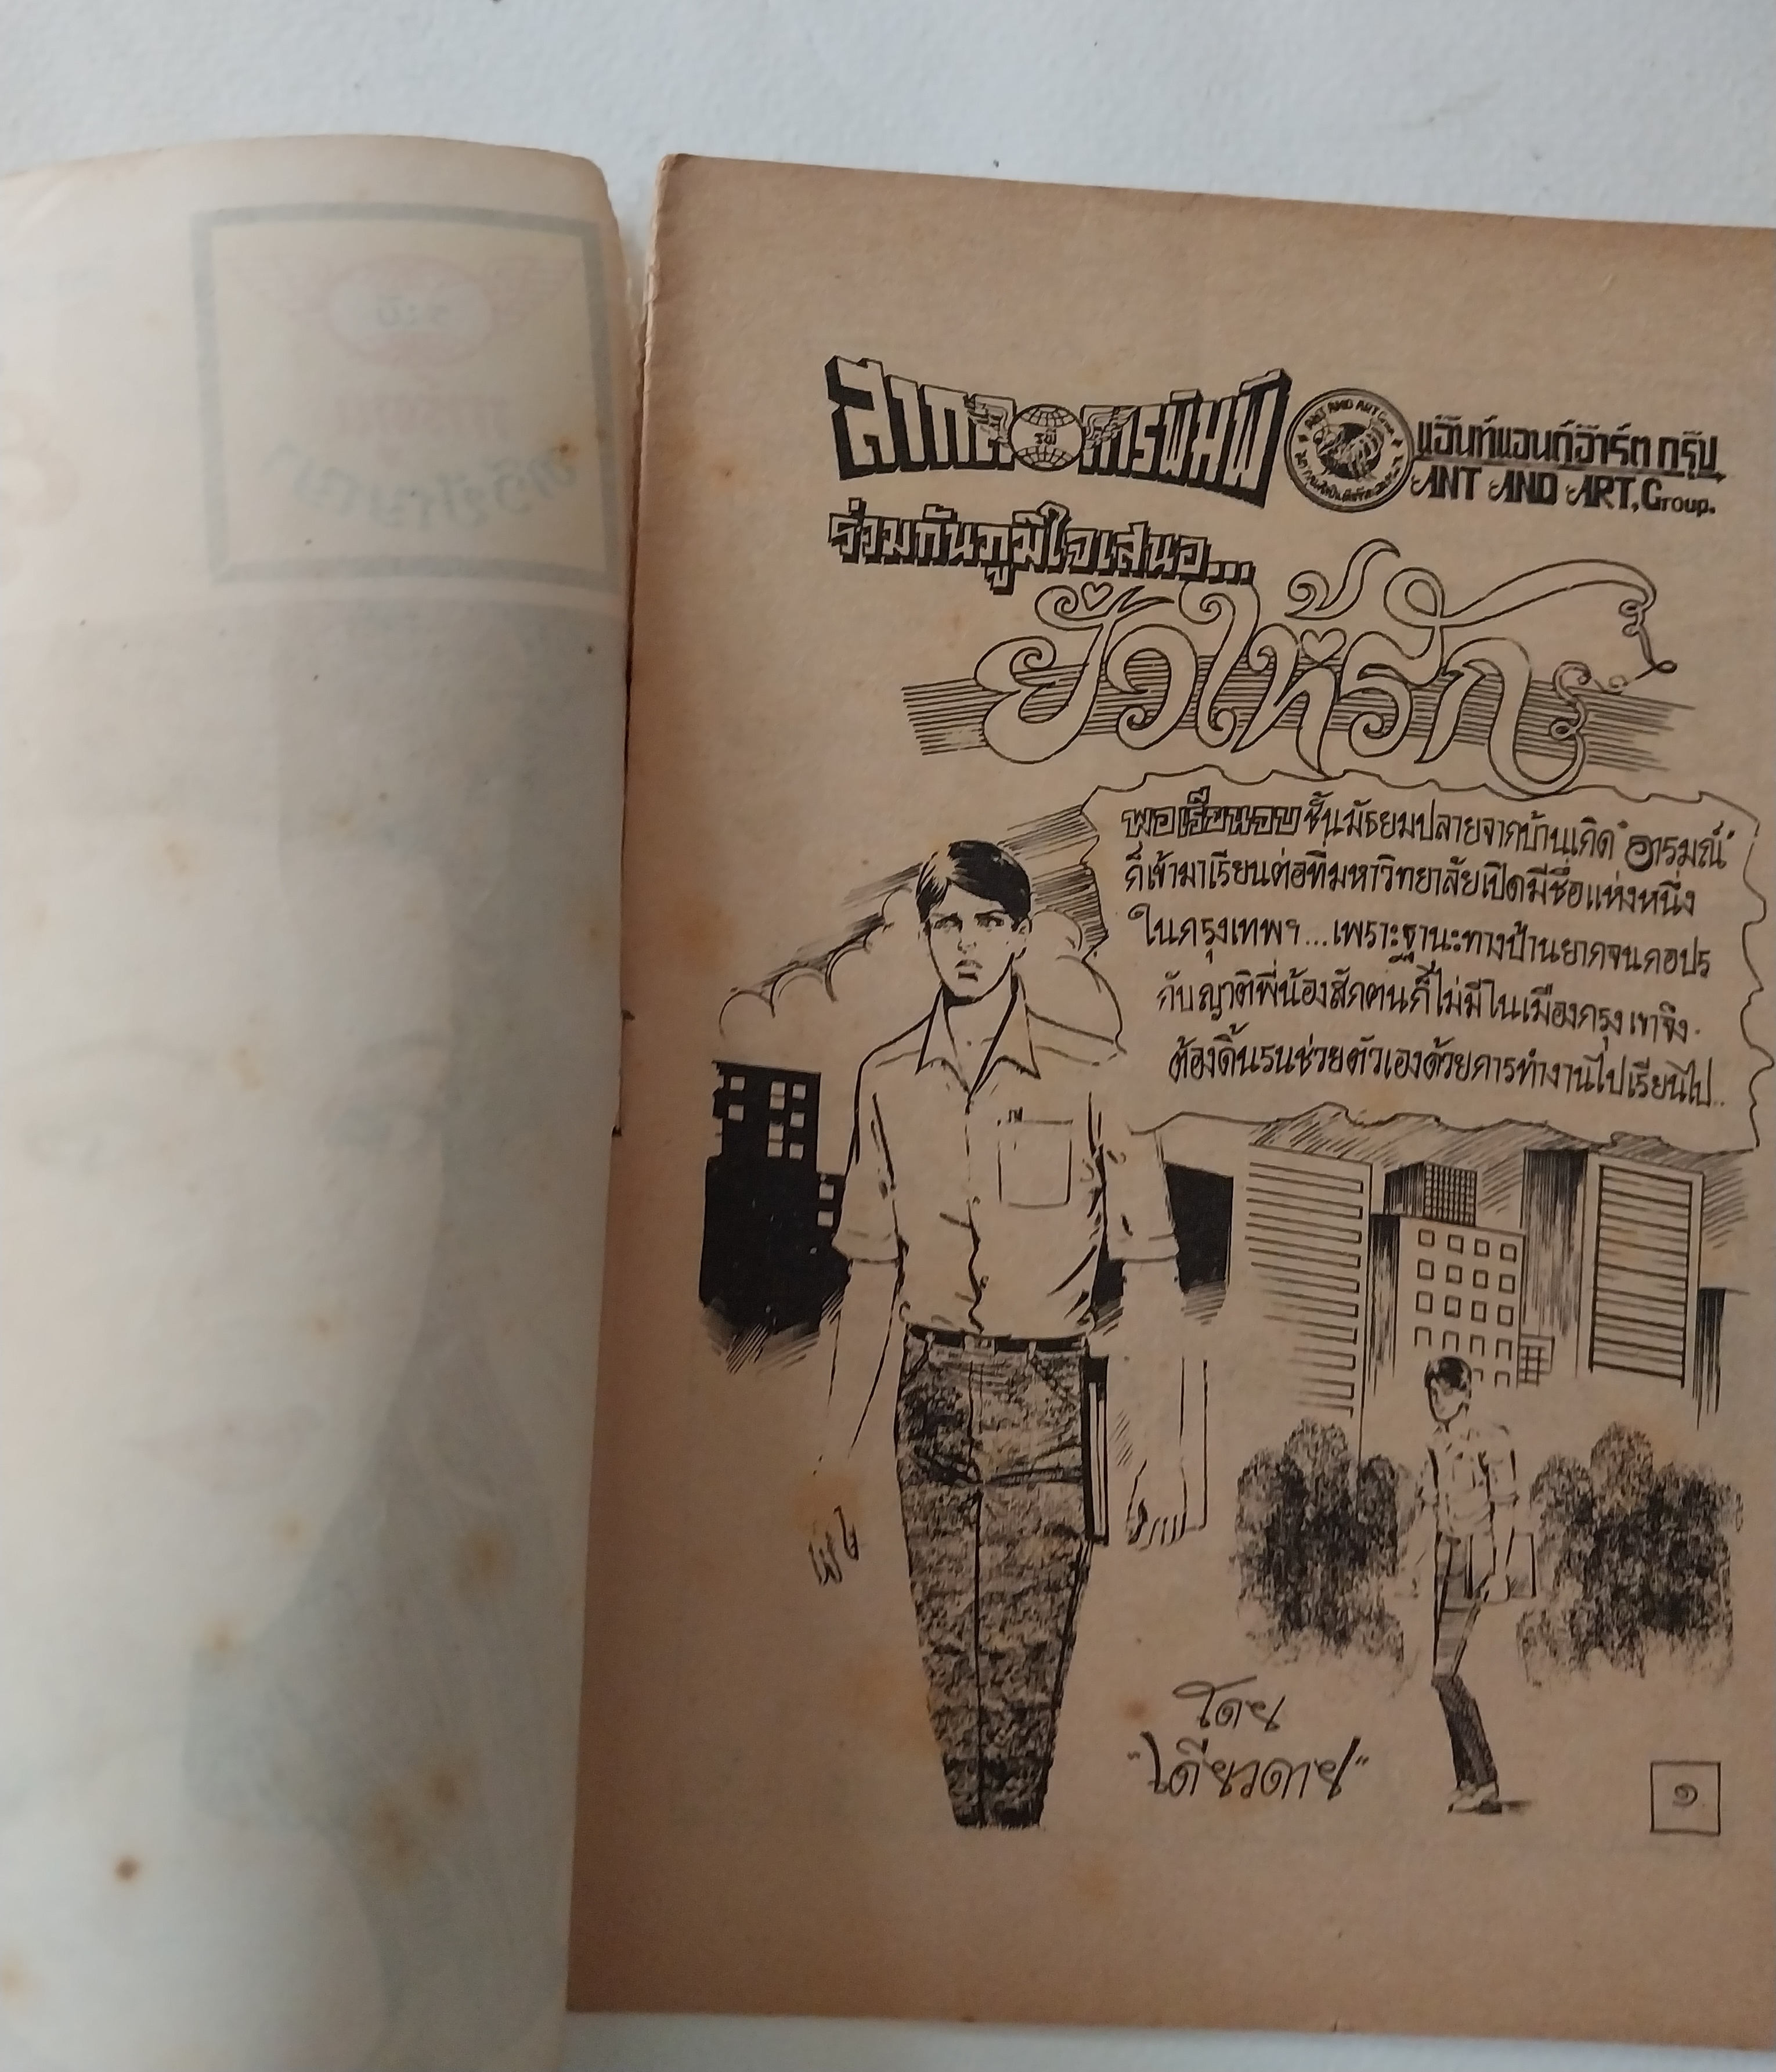 สากลการพิมพ์
รพี
ANT AND ART Group
แอ๊นท์แอนด์อ๊าร์ต กรุ๊ป
ANT AND ART, Group.
ร่วมกันภูมิใจเสนอ...
ยั่วให้รัก
พอเรียนจบชั้นมัธยมปลายจากบ้านเกิด "อารมณ์"
ก็เข้ามาเรียนต่อที่มหาวิทยาลัยเปิดมีชื่อแห่งหนึ่ง
ในกรุงเทพฯ...เพราะฐานะทางบ้านยากจนกอปร
กับญาติพี่น้องสักคนก็ไม่มีในเมืองกรุง เขาจึง
ต้องดิ้นรนช่วยตัวเองด้วยการทำงานไปเรียนไป..
โดย
"เดียวดาย"
๑